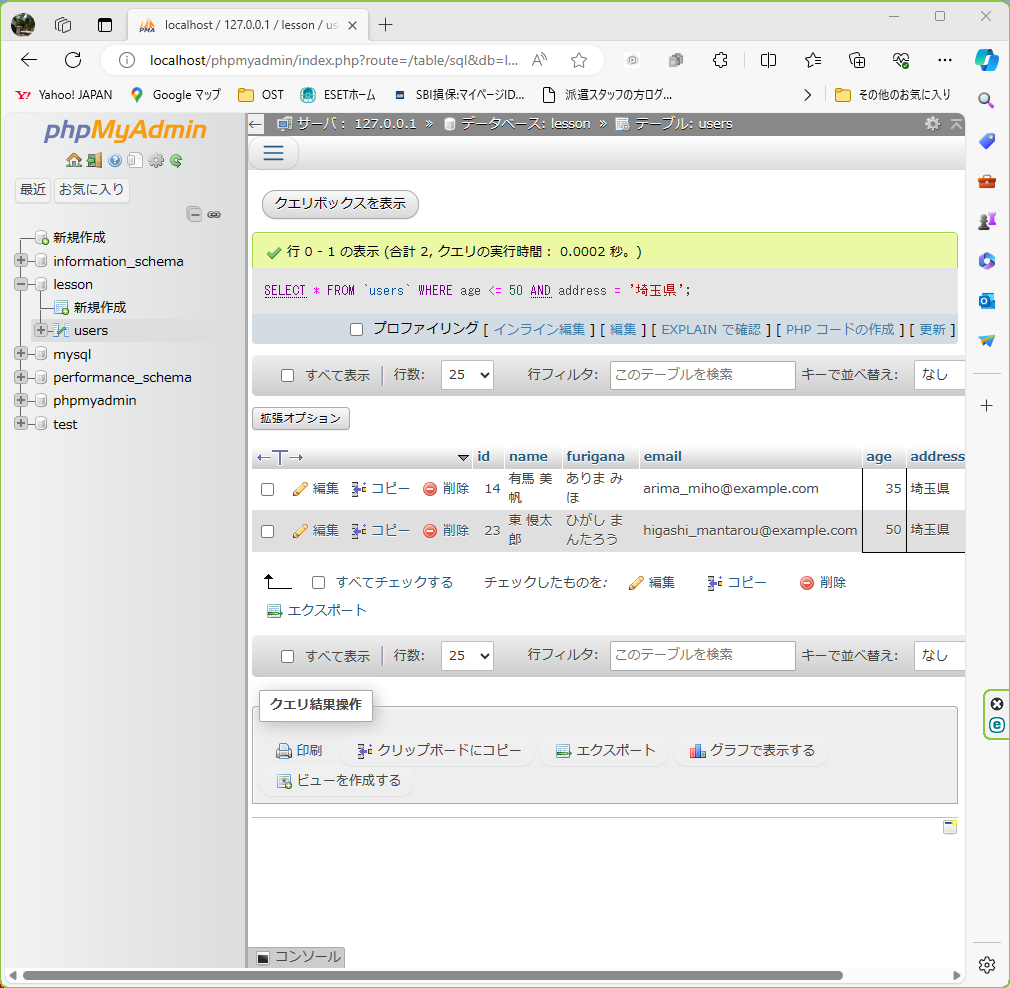 localhost / 127.0.0.1 / lesson / us
localhost/phpmyadmin/index.php?route=/table/sql&db=l...
Yahoo! JAPAN Google マップ OST ESETホーム SBI損保:マイページID... 派遣スタッフの方ログ... その他のお気に入り
phpMyAdmin
最近 お気に入り
新規作成
information_schema
lesson
新規作成
users
mysql
performance_schema
phpmyadmin
test
サーバ: 127.0.0.1 » データベース: lesson » テーブル: users
クエリボックスを表示
行 0 - 1 の表示 (合計 2, クエリの実行時間: 0.0002 秒。)
SELECT * FROM `users` WHERE age <= 50 AND address = '埼玉県';
プロファイリング [ インライン編集 ] [ 編集 ] [ EXPLAIN で確認 ] [ PHP コードの作成 ] [ 更新 ]
すべて表示 行数: 25 行フィルタ: このテーブルを検索 キーで並べ替え: なし
拡張オプション
←T→ id name furigana email age address
編集 コピー 削除 14 有馬 美帆 ありま みほ arima_miho@example.com 35 埼玉県
編集 コピー 削除 23 東 慢太郎 ひがし まんたろう higashi_mantarou@example.com 50 埼玉県
すべてチェックする チェックしたものを: 編集 コピー 削除
エクスポート
すべて表示 行数: 25 行フィルタ: このテーブルを検索 キーで並べ替え: なし
クエリ結果操作
印刷 クリップボードにコピー エクスポート グラフで表示する
ビューを作成する
コンソール